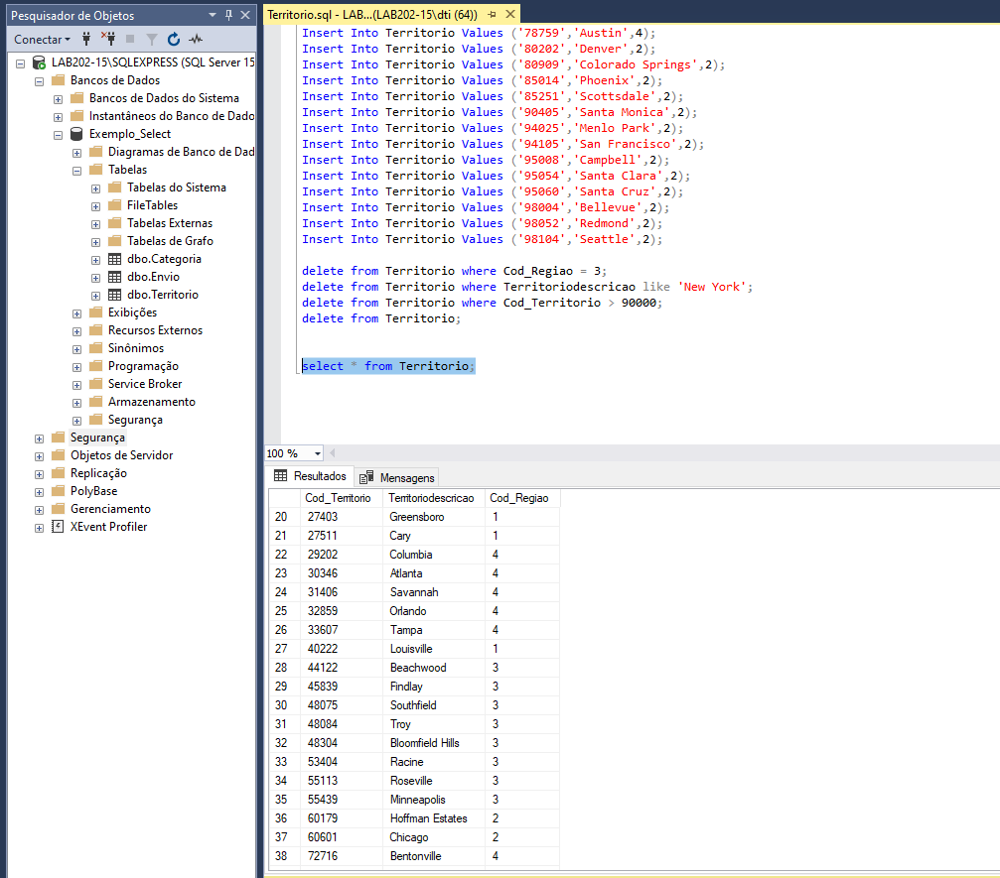 Pesquisador de Objetos
Conectar
LAB202-15\SQLEXPRESS (SQL Server 15
Bancos de Dados
Bancos de Dados do Sistema
Instantâneos do Banco de Dado
Exemplo_Select
Diagramas de Banco de Dad
Tabelas
Tabelas do Sistema
FileTables
Tabelas Externas
Tabelas de Grafo
dbo.Categoria
dbo.Envio
dbo.Territorio
Exibições
Recursos Externos
Sinônimos
Programação
Service Broker
Armazenamento
Segurança
Segurança
Objetos de Servidor
Replicação
PolyBase
Gerenciamento
XEvent Profiler
Territorio.sql - LAB...(LAB202-15\dti (64))
Insert Into Territorio Values ('78759','Austin',4);
Insert Into Territorio Values ('80202','Denver',2);
Insert Into Territorio Values ('80909','Colorado Springs',2);
Insert Into Territorio Values ('85014','Phoenix',2);
Insert Into Territorio Values ('85251','Scottsdale',2);
Insert Into Territorio Values ('90405','Santa Monica',2);
Insert Into Territorio Values ('94025','Menlo Park',2);
Insert Into Territorio Values ('94105','San Francisco',2);
Insert Into Territorio Values ('95008','Campbell',2);
Insert Into Territorio Values ('95054','Santa Clara',2);
Insert Into Territorio Values ('95060','Santa Cruz',2);
Insert Into Territorio Values ('98004','Bellevue',2);
Insert Into Territorio Values ('98052','Redmond',2);
Insert Into Territorio Values ('98104','Seattle',2);
delete from Territorio where Cod_Regiao = 3;
delete from Territorio where Territoriodescricao like 'New York';
delete from Territorio where Cod_Territorio > 90000;
delete from Territorio;
select * from Territorio;
100 %
Resultados Mensagens
Cod_Territorio Territoriodescricao Cod_Regiao
20 27403 Greensboro 1
21 27511 Cary 1
22 29202 Columbia 4
23 30346 Atlanta 4
24 31406 Savannah 4
25 32859 Orlando 4
26 33607 Tampa 4
27 40222 Louisville 1
28 44122 Beachwood 3
29 45839 Findlay 3
30 48075 Southfield 3
31 48084 Troy 3
32 48304 Bloomfield Hills 3
33 53404 Racine 3
34 55113 Roseville 3
35 55439 Minneapolis 3
36 60179 Hoffman Estates 2
37 60601 Chicago 2
38 72716 Bentonville 4